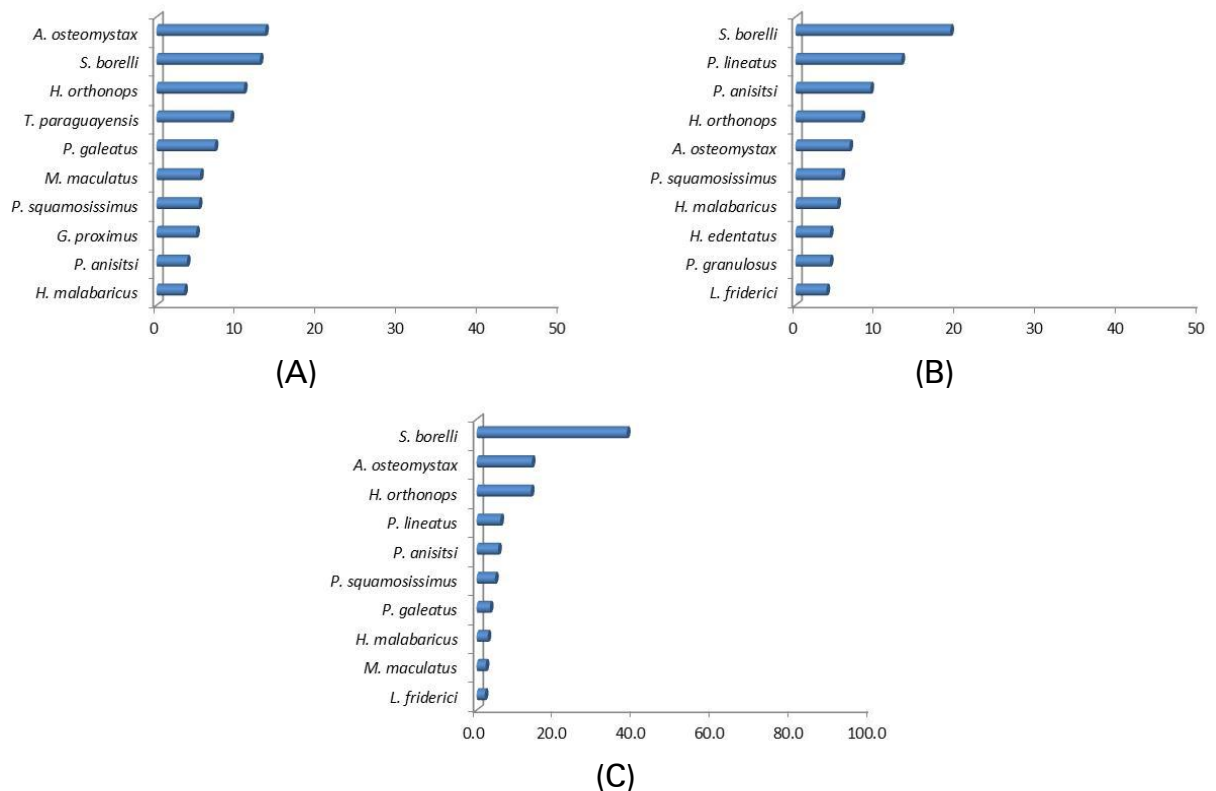 A. osteomystax
S. borelli
H. orthonops
T. paraguayensis
P. galeatus
M. maculatus
P. squamosissimus
G. proximus
P. anisitsi
H. malabaricus
0 10 20 30 40 50
(A)
S. borelli
P. lineatus
P. anisitsi
H. orthonops
A. osteomystax
P. squamosissimus
H. malabaricus
H. edentatus
P. granulosus
L. friderici
0 10 20 30 40 50
(B)
S. borelli
A. osteomystax
H. orthonops
P. lineatus
P. anisitsi
P. squamosissimus
P. galeatus
H. malabaricus
M. maculatus
L. friderici
0.0 20.0 40.0 60.0 80.0 100.0
(C)